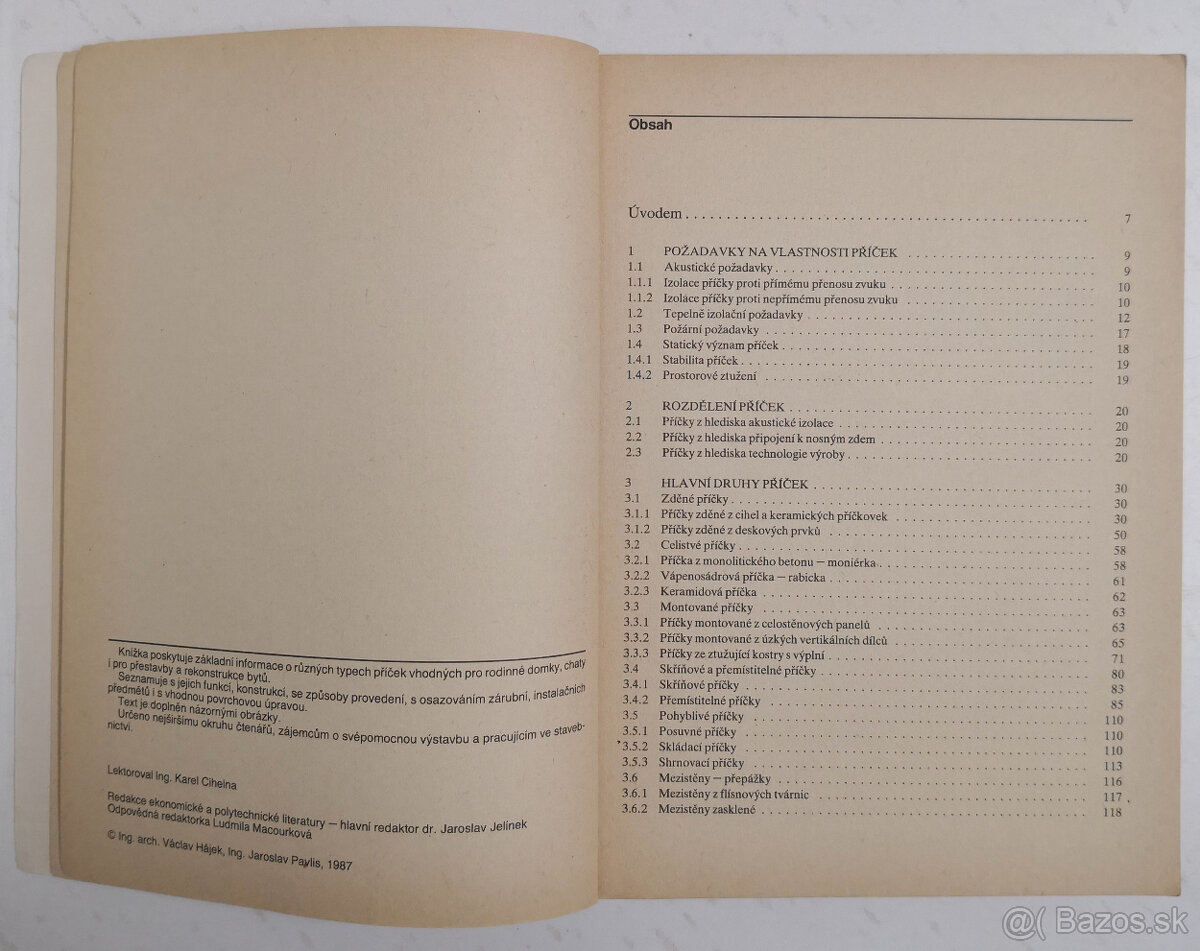 Knížka poskytuje základní informace o různých typech příček vhodných pro rodinné domky, chaty
i pro přestavby a rekonstrukce bytů.
Seznamuje s jejich funkcí, konstrukcí, se způsoby provedení, s osazováním zárubní, instalačních
předmětů i s vhodnou povrchovou úpravou.
Text je doplněn názornými obrázky.
Určeno nejširšímu okruhu čtenářů, zájemcům o svépomocnou výstavbu a pracujícím ve staveb-
nictví.
Lektoroval Ing. Karel Cihelna
Redakce ekonomické a polytechnické literatury — hlavní redaktor dr. Jaroslav Jelínek
Odpovědná redaktorka Ludmila Macourková
© Ing. arch. Václav Hájek, Ing. Jaroslav Pavlis, 1987
Obsah
Úvodem . . . 7
1 POŽADAVKY NA VLASTNOSTI PŘÍČEK . . . 9
1.1 Akustické požadavky . . . 9
1.1.1 Izolace příčky proti přímému přenosu zvuku . . . 10
1.1.2 Izolace příčky proti nepřímému přenosu zvuku . . . 10
1.2 Tepelně izolační požadavky . . . 12
1.3 Požární požadavky . . . 17
1.4 Statický význam příček . . . 18
1.4.1 Stabilita příček . . . 19
1.4.2 Prostorové ztužení . . . 19
2 ROZDĚLENÍ PŘÍČEK . . . 20
2.1 Příčky z hlediska akustické izolace . . . 20
2.2 Příčky z hlediska připojení k nosným zdem . . . 20
2.3 Příčky z hlediska technologie výroby . . . 20
3 HLAVNÍ DRUHY PŘÍČEK . . . 30
3.1 Zděné příčky . . . 30
3.1.1 Příčky zděné z cihel a keramických příčkovek . . . 30
3.1.2 Příčky zděné z deskových prvků . . . 50
3.2 Celistvé příčky . . . 58
3.2.1 Příčka z monolitického betonu — moniérka . . . 58
3.2.2 Vápenosádrová příčka — rabicka . . . 61
3.2.3 Keramidová příčka . . . 62
3.3 Montované příčky . . . 63
3.3.1 Příčky montované z celostěnových panelů . . . 63
3.3.2 Příčky montované z úzkých vertikálních dílců . . . 65
3.3.3 Příčky ze ztužující kostry s výplní . . . 71
3.4 Skříňové a přemístitelné příčky . . . 80
3.4.1 Skříňové příčky . . . 83
3.4.2 Přemístitelné příčky . . . 85
3.5 Pohyblivé příčky . . . 110
3.5.1 Posuvné příčky . . . 110
3.5.2 Skládací příčky . . . 110
3.5.3 Shrnovací příčky . . . 113
3.6 Mezistěny — přepážky . . . 116
3.6.1 Mezistěny z flísnových tvárnic . . . 117
3.6.2 Mezistěny zasklené . . . 118
@( Bazos.sk